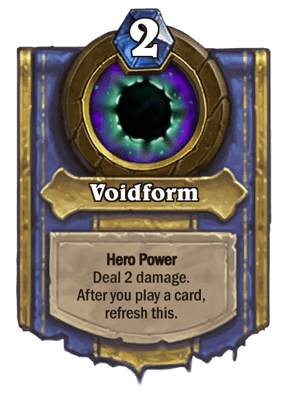 2
Voidform
Hero Power
Deal 2 damage.
After you play a card,
refresh this.